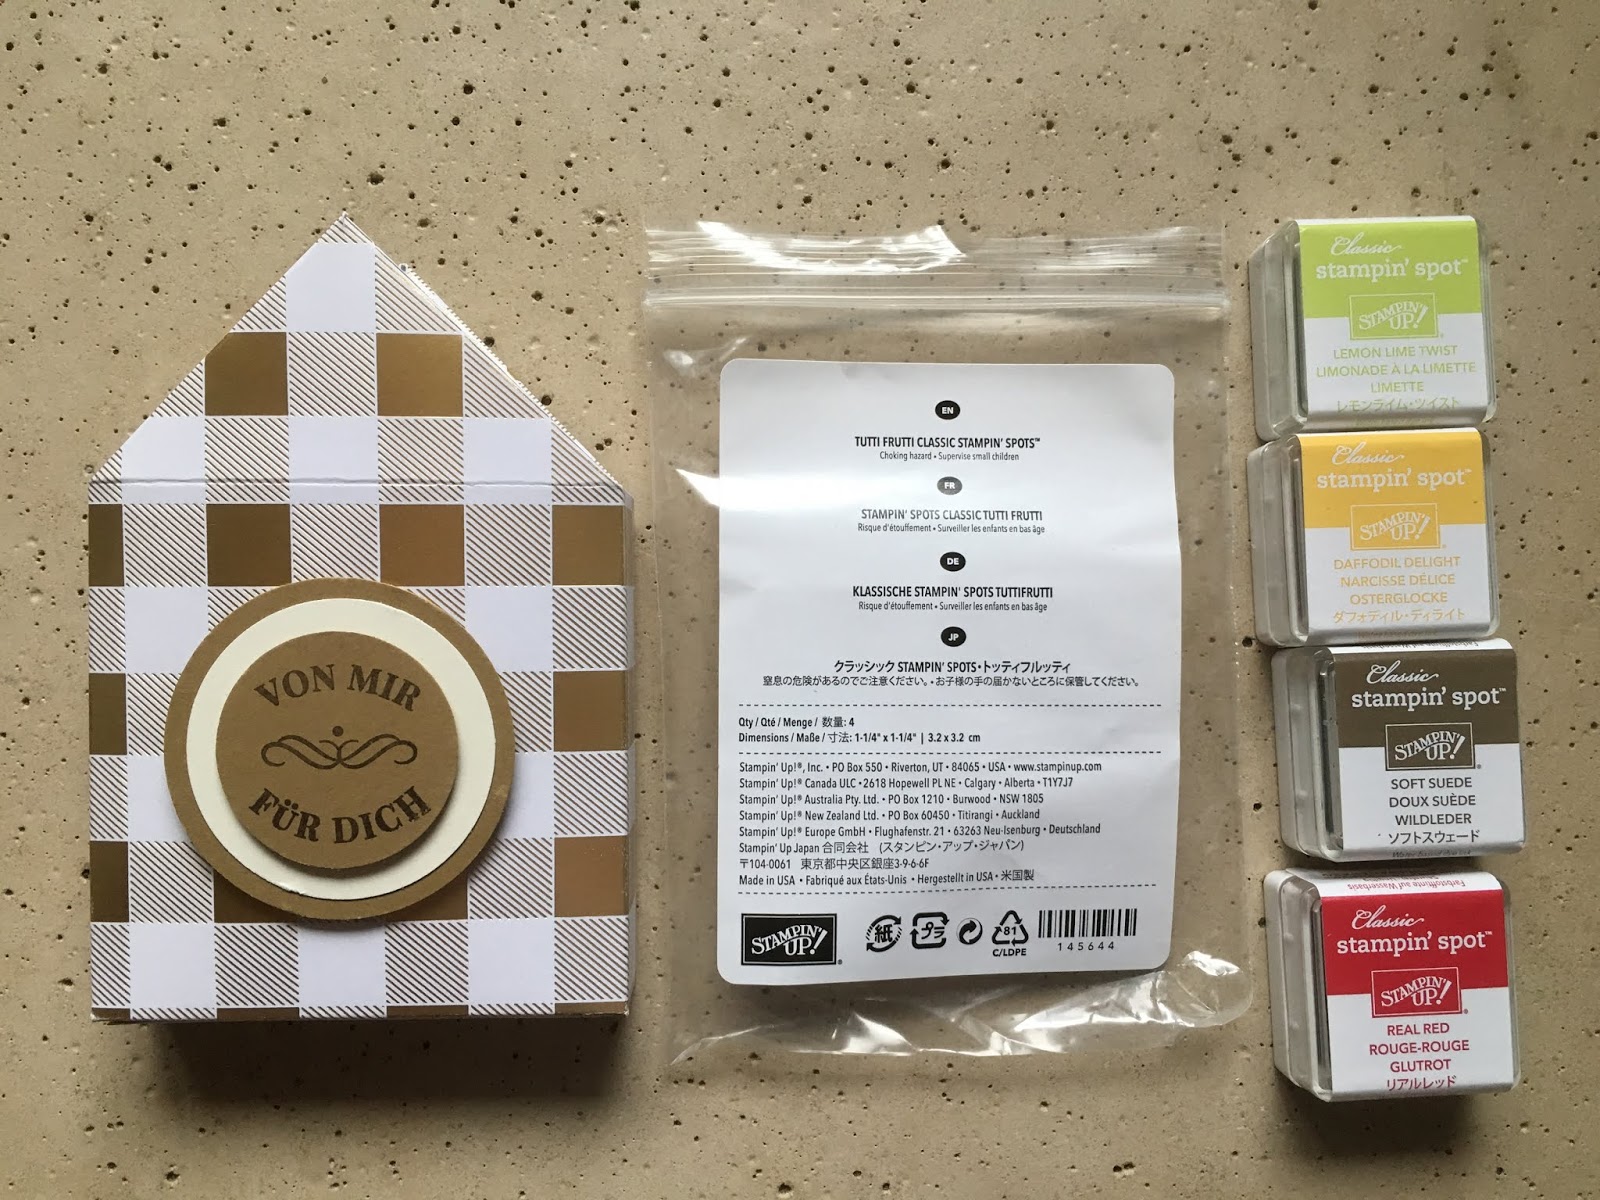 VON MIR
FÜR DICH
EN
TUTTI FRUTTI CLASSIC STAMPIN' SPOTS™
Choking hazard • Supervise small children
FR
STAMPIN' SPOTS CLASSIC TUTTI FRUTTI
Risque d'étouffement • Surveiller les enfants en bas âge
DE
KLASSISCHE STAMPIN' SPOTS TUTTIFRUTTI
Risque d'étouffement • Surveiller les enfants en bas âge
JP
クラッシック STAMPIN' SPOTS・トッティフルッティ
窒息の危険があるのでご注意ください。• お子様の手の届かないところに保管してください。
Qty / Qté / Menge / 数量: 4
Dimensions / Maße / 寸法: 1-1/4" x 1-1/4" | 3.2 x 3.2 cm
Stampin' Up!®, Inc. • PO Box 550 • Riverton, UT • 84065 • USA • www.stampinup.com
Stampin' Up!® Canada ULC • 2618 Hopewell PL NE • Calgary • Alberta • T1Y7J7
Stampin' Up!® Australia Pty. Ltd. • PO Box 1210 • Burwood • NSW 1805
Stampin' Up!® New Zealand Ltd. • PO Box 60450 • Titirangi • Auckland
Stampin' Up!® Europe GmbH • Flughafenstr. 21 • 63263 Neu-Isenburg • Deutschland
Stampin' Up Japan 合同会社 (スタンピン・アップ・ジャパン)
〒104-0061 東京都中央区銀座3-9-6-6F
Made in USA • Fabriqué aux États-Unis • Hergestellt in USA • 米国製
STAMPIN' UP!®
紙
プラ
81
C/LDPE
145644
Classic
stampin' spot™
STAMPIN' UP!®
LEMON LIME TWIST
LIMONADE À LA LIMETTE
LIMETTE
レモンライム・ツイスト
Classic
stampin' spot™
STAMPIN' UP!®
DAFFODIL DELIGHT
NARCISSE DÉLICE
OSTERGLOCKE
ダフォディル・ディライト
Classic
stampin' spot™
STAMPIN' UP!®
SOFT SUEDE
DOUX SUÈDE
WILDLEDER
ソフトスウェード
Farbstofftinte auf Wasserbasis
Classic
stampin' spot™
STAMPIN' UP!®
REAL RED
ROUGE-ROUGE
GLUTROT
リアルレッド